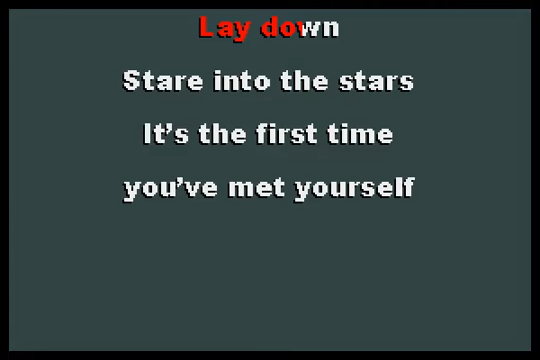 Lay down
Stare into the stars
It's the first time
you've met yourself